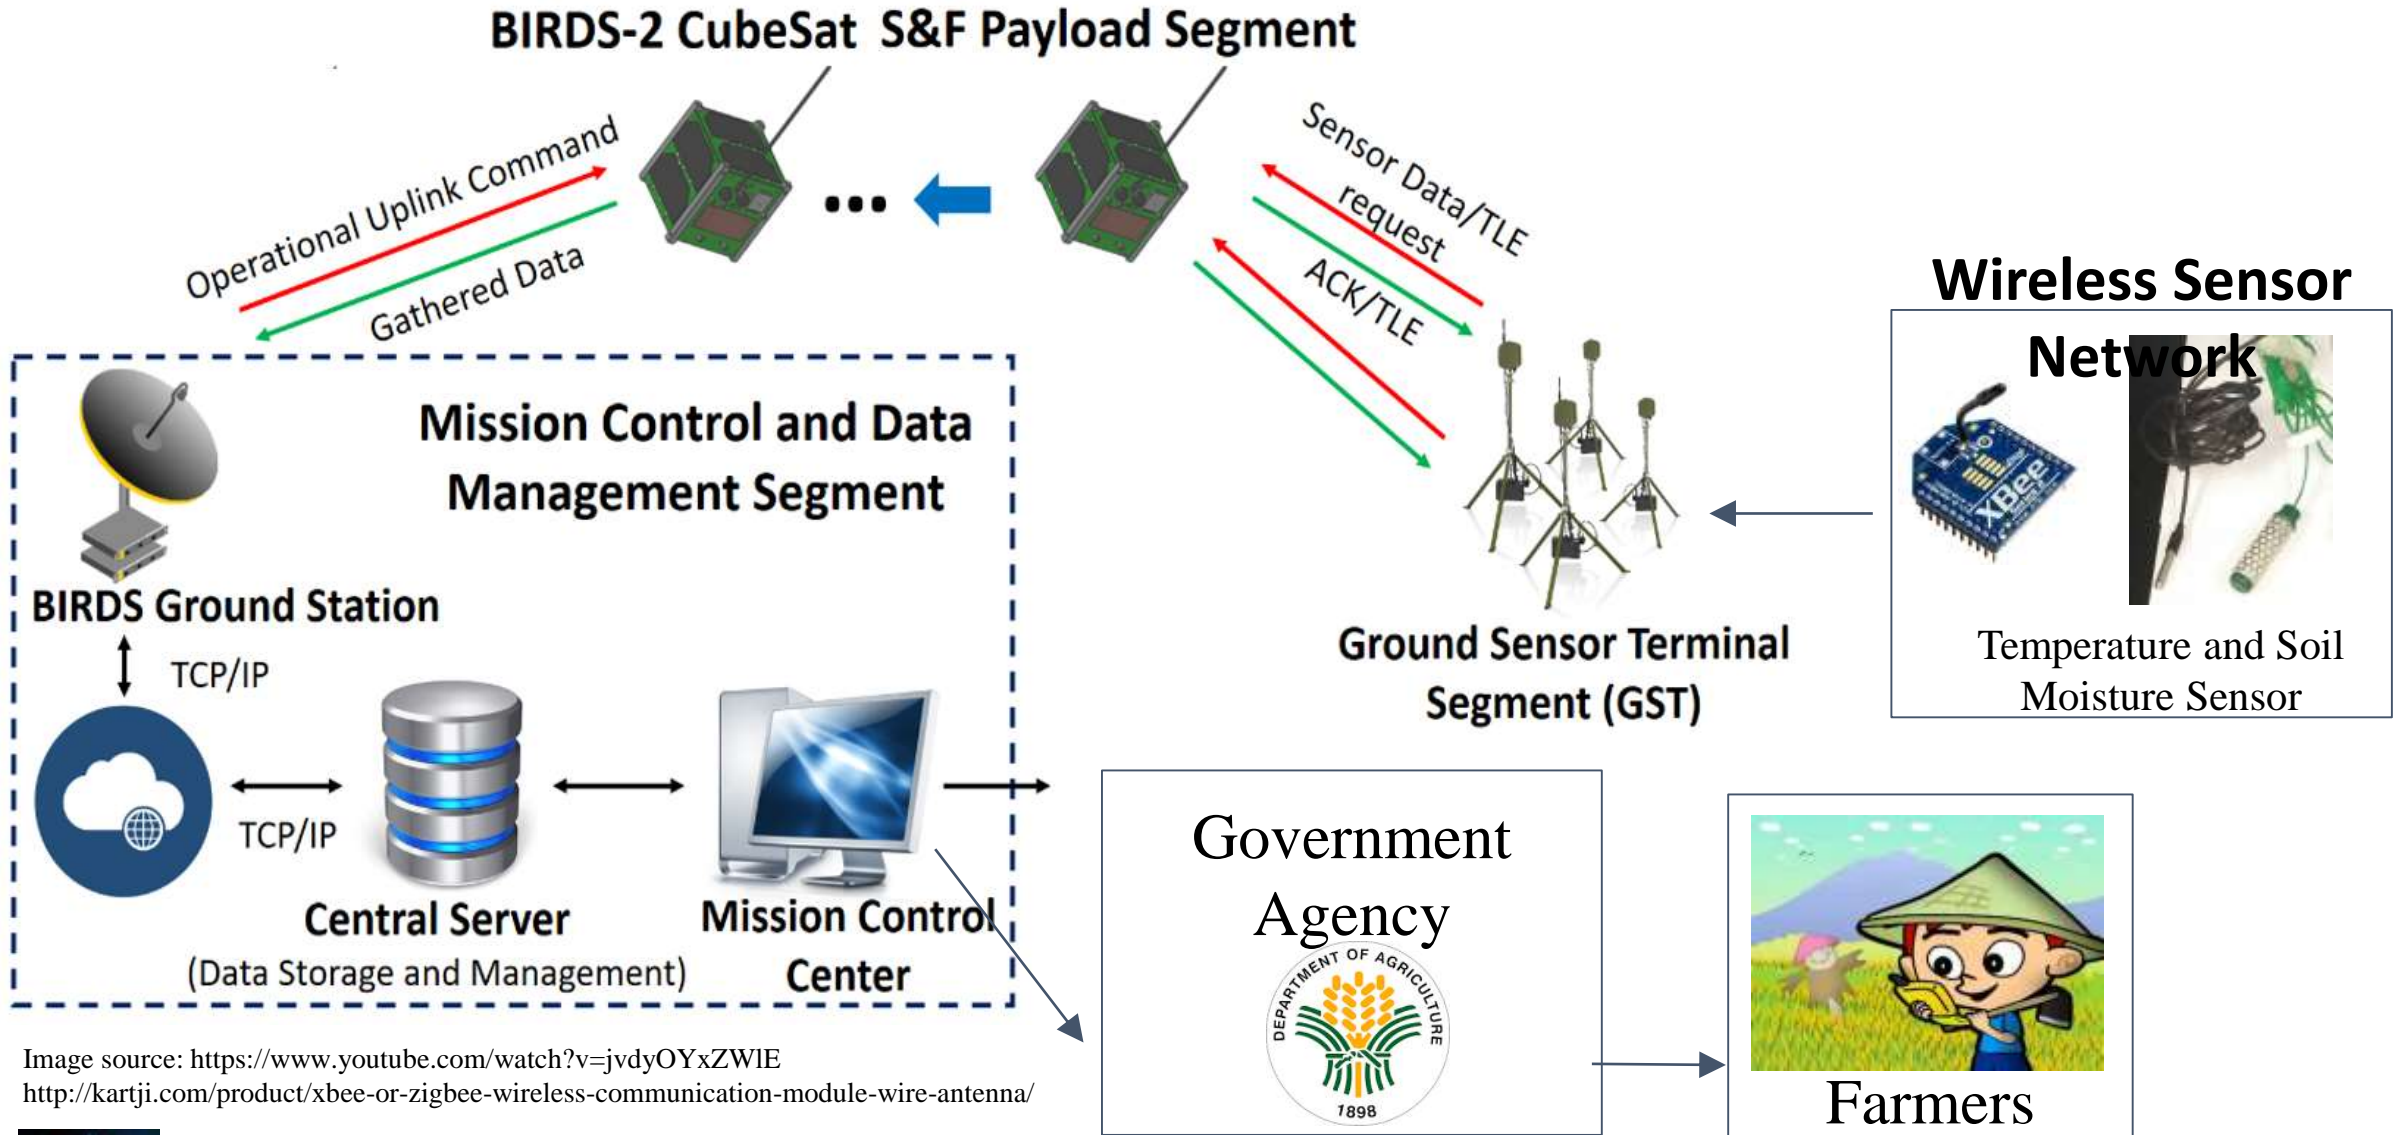 BIRDS-2 CubeSat S&F Payload Segment
Operational Uplink Command
Gathered Data
Sensor Data/TLE
request
ACK/TLE
Wireless Sensor
Network
XBee
Temperature and Soil
Moisture Sensor
Ground Sensor Terminal
Segment (GST)
Mission Control and Data
Management Segment
BIRDS Ground Station
TCP/IP
TCP/IP
Central Server
(Data Storage and Management)
Mission Control
Center
Government
Agency
DEPARTMENT OF AGRICULTURE
1898
Farmers
Image source: https://www.youtube.com/watch?v=jvdyOYxZWlE
http://kartji.com/product/xbee-or-zigbee-wireless-communication-module-wire-antenna/